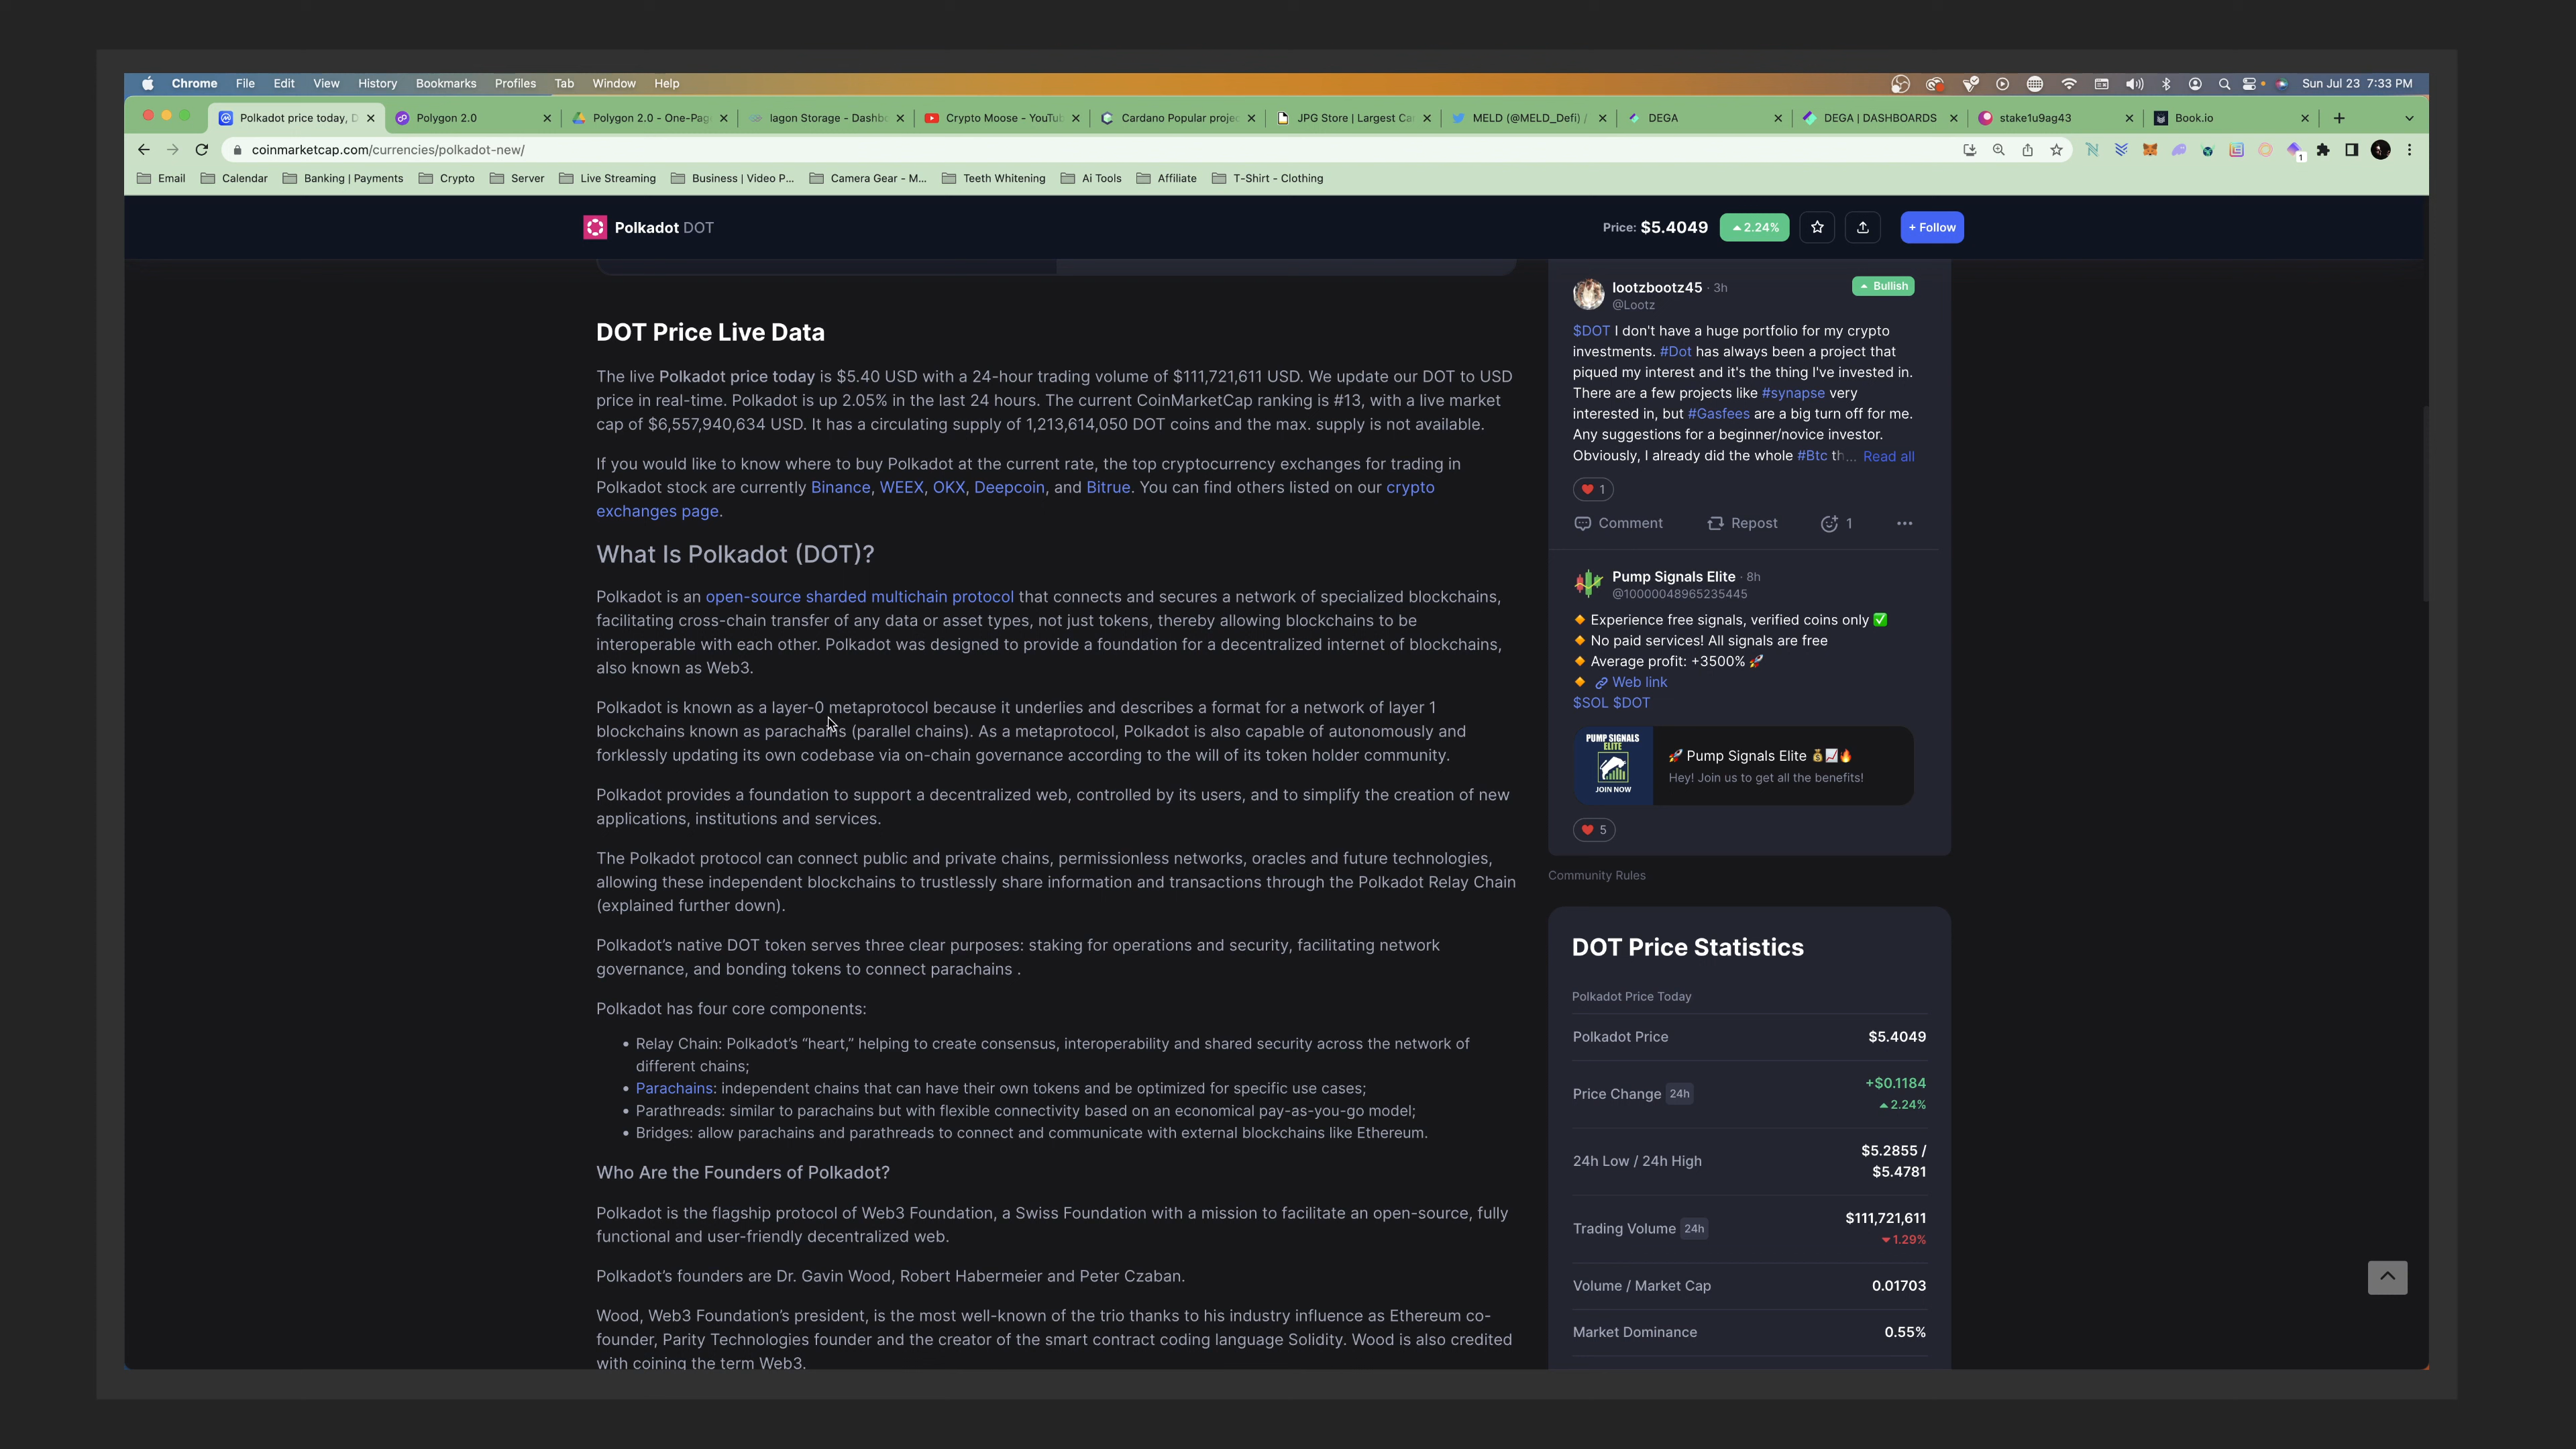 Chrome File Edit View History Bookmarks Profiles Tab Window Help
Sun Jul 23 7:33 PM
Polkadot price today, D
Polygon 2.0
Polygon 2.0 - One-Pag
lagon Storage - Dashbo
Crypto Moose - YouTub
Cardano Popular projec
JPG Store | Largest Ca
MELD (@MELD_Defi) /
DEGA
DEGA | DASHBOARDS
stake1u9ag43
Book.io
coinmarketcap.com/currencies/polkadot-new/
1
Email
Calendar
Banking | Payments
Crypto
Server
Live Streaming
Business | Video P...
Camera Gear - M...
Teeth Whitening
Ai Tools
Affiliate
T-Shirt - Clothing
Polkadot DOT
Price: $5.4049
2.24%
+ Follow
DOT Price Live Data
The live Polkadot price today is $5.40 USD with a 24-hour trading volume of $111,721,611 USD. We update our DOT to USD
price in real-time. Polkadot is up 2.05% in the last 24 hours. The current CoinMarketCap ranking is #13, with a live market
cap of $6,557,940,634 USD. It has a circulating supply of 1,213,614,050 DOT coins and the max. supply is not available.
If you would like to know where to buy Polkadot at the current rate, the top cryptocurrency exchanges for trading in
Polkadot stock are currently Binance, WEEX, OKX, Deepcoin, and Bitrue. You can find others listed on our crypto
exchanges page.
What Is Polkadot (DOT)?
Polkadot is an open-source sharded multichain protocol that connects and secures a network of specialized blockchains,
facilitating cross-chain transfer of any data or asset types, not just tokens, thereby allowing blockchains to be
interoperable with each other. Polkadot was designed to provide a foundation for a decentralized internet of blockchains,
also known as Web3.
Polkadot is known as a layer-0 metaprotocol because it underlies and describes a format for a network of layer 1
blockchains known as parachains (parallel chains). As a metaprotocol, Polkadot is also capable of autonomously and
forklessly updating its own codebase via on-chain governance according to the will of its token holder community.
Polkadot provides a foundation to support a decentralized web, controlled by its users, and to simplify the creation of new
applications, institutions and services.
The Polkadot protocol can connect public and private chains, permissionless networks, oracles and future technologies,
allowing these independent blockchains to trustlessly share information and transactions through the Polkadot Relay Chain
(explained further down).
Polkadot's native DOT token serves three clear purposes: staking for operations and security, facilitating network
governance, and bonding tokens to connect parachains .
Polkadot has four core components:
• Relay Chain: Polkadot's “heart,” helping to create consensus, interoperability and shared security across the network of
different chains;
• Parachains: independent chains that can have their own tokens and be optimized for specific use cases;
• Parathreads: similar to parachains but with flexible connectivity based on an economical pay-as-you-go model;
• Bridges: allow parachains and parathreads to connect and communicate with external blockchains like Ethereum.
Who Are the Founders of Polkadot?
Polkadot is the flagship protocol of Web3 Foundation, a Swiss Foundation with a mission to facilitate an open-source, fully
functional and user-friendly decentralized web.
Polkadot's founders are Dr. Gavin Wood, Robert Habermeier and Peter Czaban.
Wood, Web3 Foundation's president, is the most well-known of the trio thanks to his industry influence as Ethereum co-
founder, Parity Technologies founder and the creator of the smart contract coding language Solidity. Wood is also credited
with coining the term Web3.
lootzbootz45 · 3h
Bullish
@Lootz
$DOT I don't have a huge portfolio for my crypto
investments. #Dot has always been a project that
piqued my interest and it's the thing I've invested in.
There are a few projects like #synapse very
interested in, but #Gasfees are a big turn off for me.
Any suggestions for a beginner/novice investor.
Obviously, I already did the whole #Btc th... Read all
1
Comment
Repost
1
Pump Signals Elite · 8h
@10000048965235445
Experience free signals, verified coins only ✅
No paid services! All signals are free
Average profit: +3500% 🚀
Web link
$SOL $DOT
PUMP SIGNALS
ELITE
JOIN NOW
🚀 Pump Signals Elite 💰📈🔥
Hey! Join us to get all the benefits!
5
Community Rules
DOT Price Statistics
Polkadot Price Today
Polkadot Price
$5.4049
Price Change 24h
+$0.1184
2.24%
24h Low / 24h High
$5.2855 /
$5.4781
Trading Volume 24h
$111,721,611
1.29%
Volume / Market Cap
0.01703
Market Dominance
0.55%